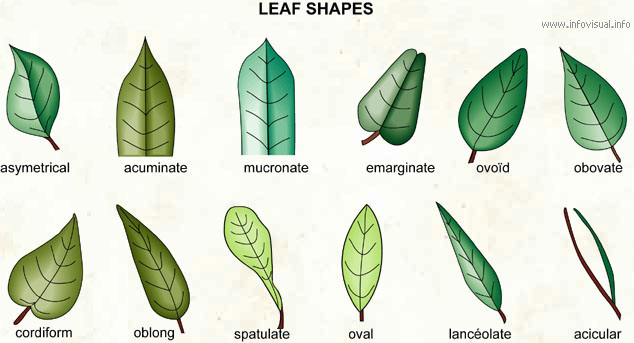 LEAF SHAPES
www.infovisual.info
asymetrical acuminate mucronate emarginate ovoïd obovate
cordiform oblong spatulate oval lancéolate acicular